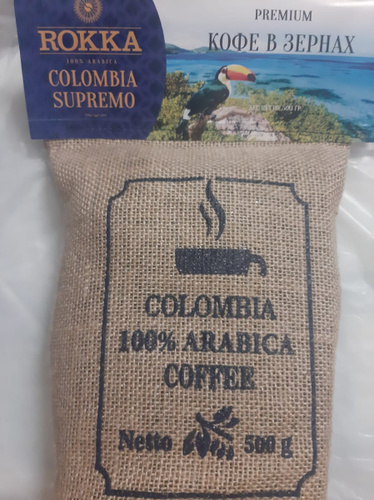 ROKKA
100% ARABICA
COLOMBIA
SUPREMO
PREMIUM
КОФЕ В ЗЕРНАХ
COLOMBIA
100% ARABICA
COFFEE
Netto 500 g